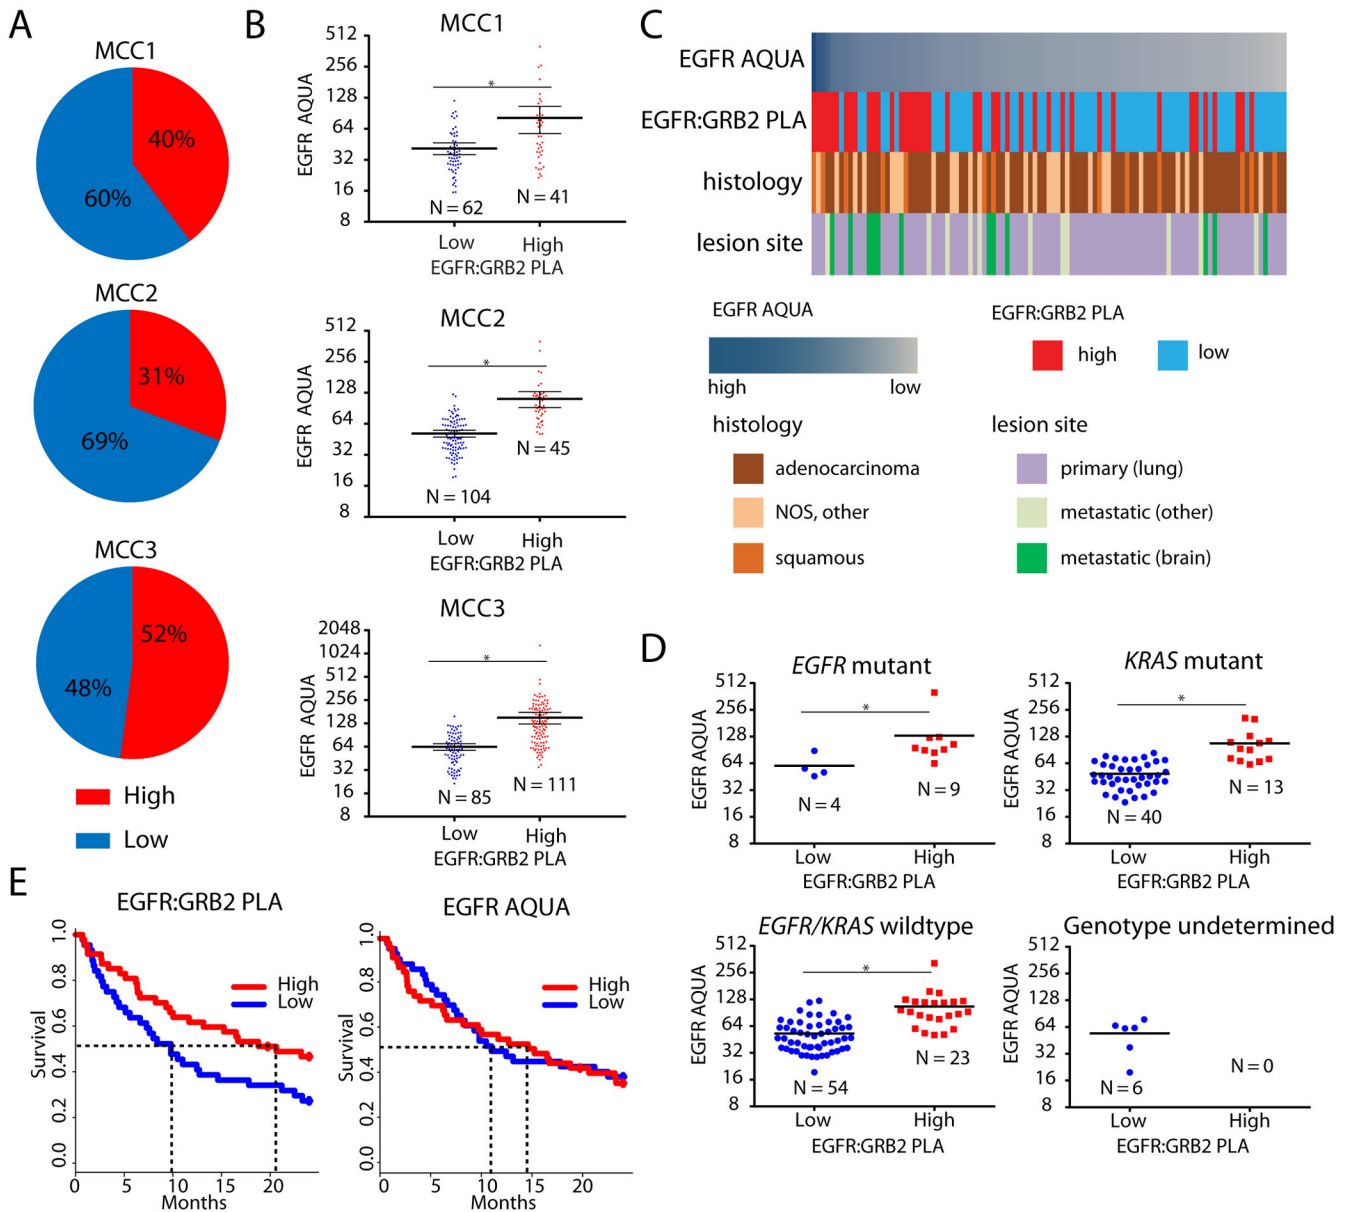 A
MCC1
40%
60%
MCC2
31%
69%
MCC3
52%
48%
High
Low
B
MCC1
EGFR AQUA
512
256
128
64
32
16
8
*
N = 62
N = 41
Low
High
EGFR:GRB2 PLA
MCC2
EGFR AQUA
512
256
128
64
32
16
8
*
N = 104
N = 45
Low
High
EGFR:GRB2 PLA
MCC3
EGFR AQUA
2048
1024
512
256
128
64
32
16
8
*
N = 85
N = 111
Low
High
EGFR:GRB2 PLA
C
EGFR AQUA
EGFR:GRB2 PLA
histology
lesion site
EGFR AQUA
high
low
EGFR:GRB2 PLA
high
low
histology
adenocarcinoma
NOS, other
squamous
lesion site
primary (lung)
metastatic (other)
metastatic (brain)
D
EGFR mutant
EGFR AQUA
512
256
128
64
32
16
8
*
N = 4
N = 9
Low
High
EGFR:GRB2 PLA
KRAS mutant
EGFR AQUA
512
256
128
64
32
16
8
*
N = 40
N = 13
Low
High
EGFR:GRB2 PLA
EGFR/KRAS wildtype
EGFR AQUA
512
256
128
64
32
16
8
*
N = 54
N = 23
Low
High
EGFR:GRB2 PLA
Genotype undetermined
EGFR AQUA
512
256
128
64
32
16
8
N = 6
N = 0
Low
High
EGFR:GRB2 PLA
E
EGFR:GRB2 PLA
Survival
1.0
0.8
0.6
0.4
0.2
0.0
High
Low
0
5
10
15
20
Months
EGFR AQUA
Survival
1.0
0.8
0.6
0.4
0.2
0.0
High
Low
0
5
10
15
20
Months